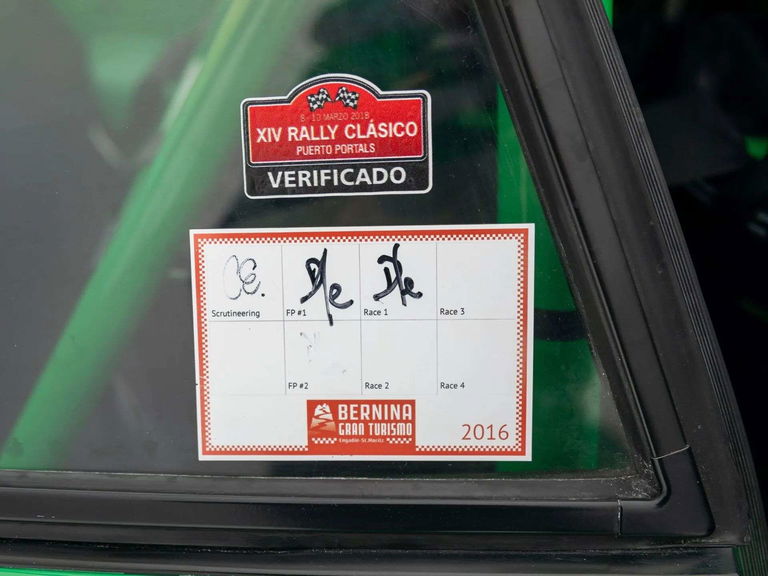 8 - 10 MARZO 2018
XIV RALLY CLÁSICO
PUERTO PORTALS
VERIFICADO
CE.
Scrutineering
FP #1
Race 1
Race 3
FP #2
Race 2
Race 4
BERNINA
GRAN TURISMO
Engadin-St.Moritz
2016